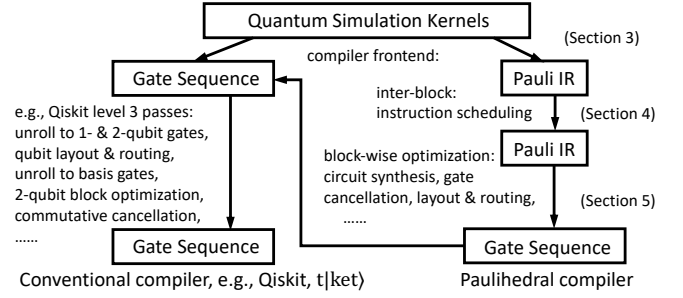 Quantum Simulation Kernels
(Section 3)
compiler frontend:
Gate Sequence
Pauli IR
e.g., Qiskit level 3 passes:
unroll to 1- & 2-qubit gates,
qubit layout & routing,
unroll to basis gates,
2-qubit block optimization,
commutative cancellation,
......
inter-block:
instruction scheduling
(Section 4)
Pauli IR
block-wise optimization:
circuit synthesis, gate
cancellation, layout & routing,
......
(Section 5)
Gate Sequence
Gate Sequence
Conventional compiler, e.g., Qiskit, t|ket⟩
Paulihedral compiler